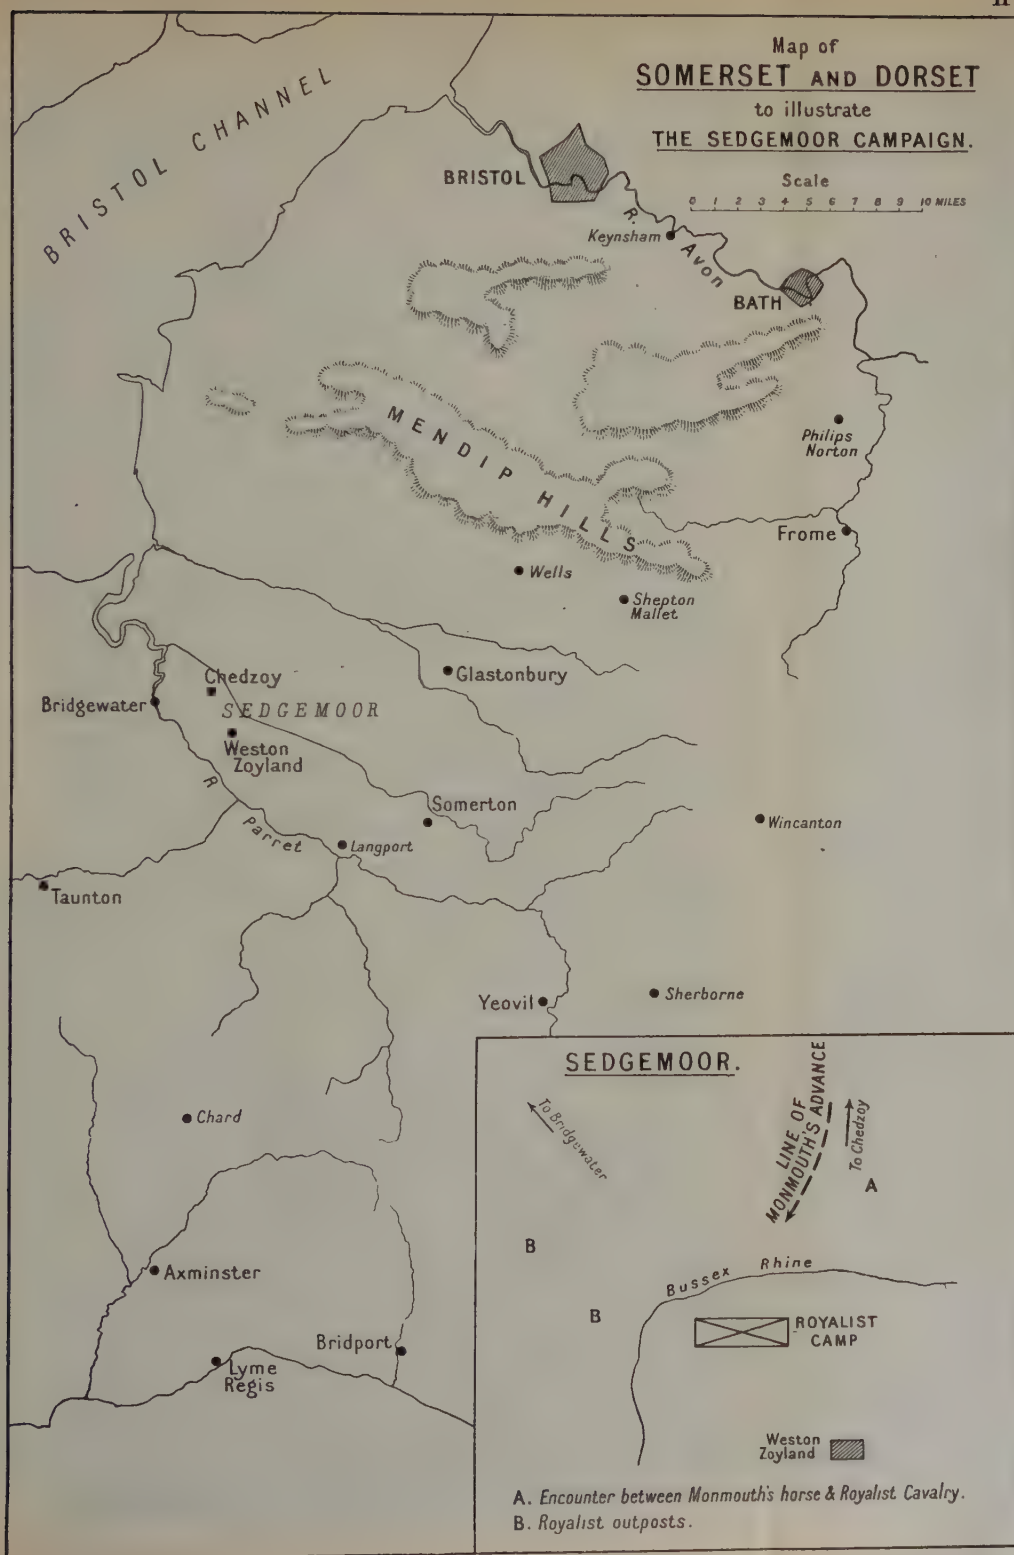 Map of
SOMERSET AND DORSET
to illustrate
THE SEDGEMOOR CAMPAIGN.
Scale
0 1 2 3 4 5 6 7 8 9 10 MILES
BRISTOL CHANNEL
BRISTOL
R. Avon
Keynsham
BATH
MENDIP HILLS
Philips
Norton
Frome
Wells
Shepton
Mallet
Glastonbury
Chedzoy
Bridgewater
SEDGEMOOR
Weston
Zoyland
R Parret
Somerton
Langport
Wincanton
Taunton
Yeovil
Sherborne
Chard
Axminster
Bridport
Lyme
Regis
SEDGEMOOR.
To Bridgewater
LINE OF
MONMOUTH'S ADVANCE
To Chedzoy
A
B
B
Bussex Rhine
ROYALIST
CAMP
Weston
Zoyland
A. Encounter between Monmouth's horse & Royalist Cavalry.
B. Royalist outposts.